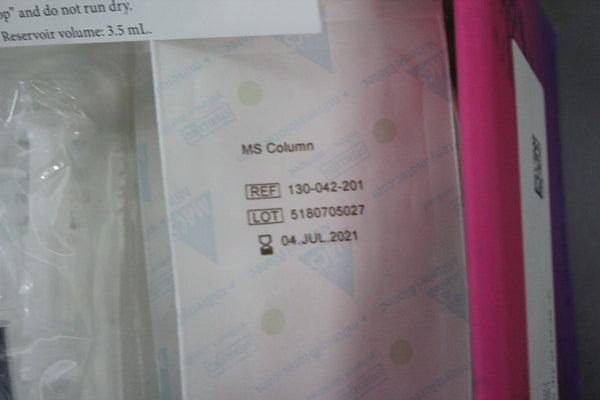 op" and do not run dry.
Reservoir volume: 3.5 mL.
MS Column
REF 130-042-201
LOT 5180705027
04.JUL.2021